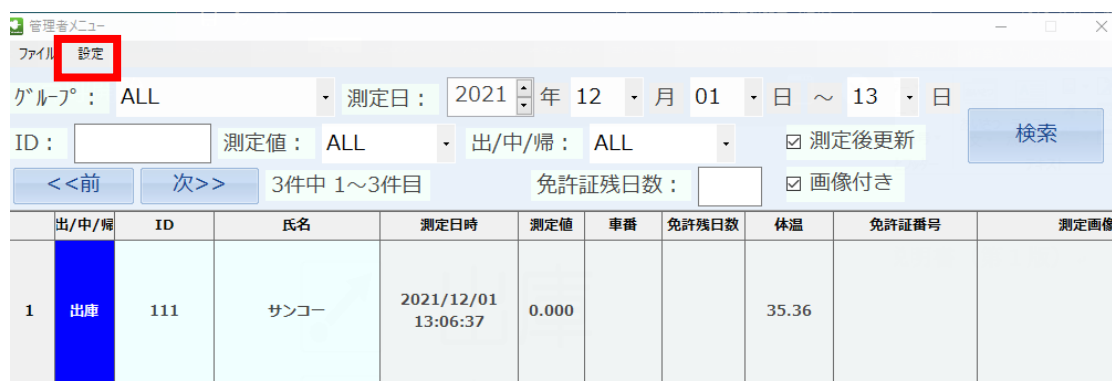 管理者メニュー
ファイル 設定
ｸﾞﾙｰﾌﾟ： ALL 測定日： 2021 年 12 月 01 日 ～ 13 日
ID： 測定値： ALL 出/中/帰： ALL 測定後更新 検索
<<前 次>> 3件中 1～3件目 免許証残日数： 画像付き
出/中/帰 ID 氏名 測定日時 測定値 車番 免許残日数 体温 免許証番号 測定画像
1 出庫 111 サンコー 2021/12/01 0.000 35.36
13:06:37